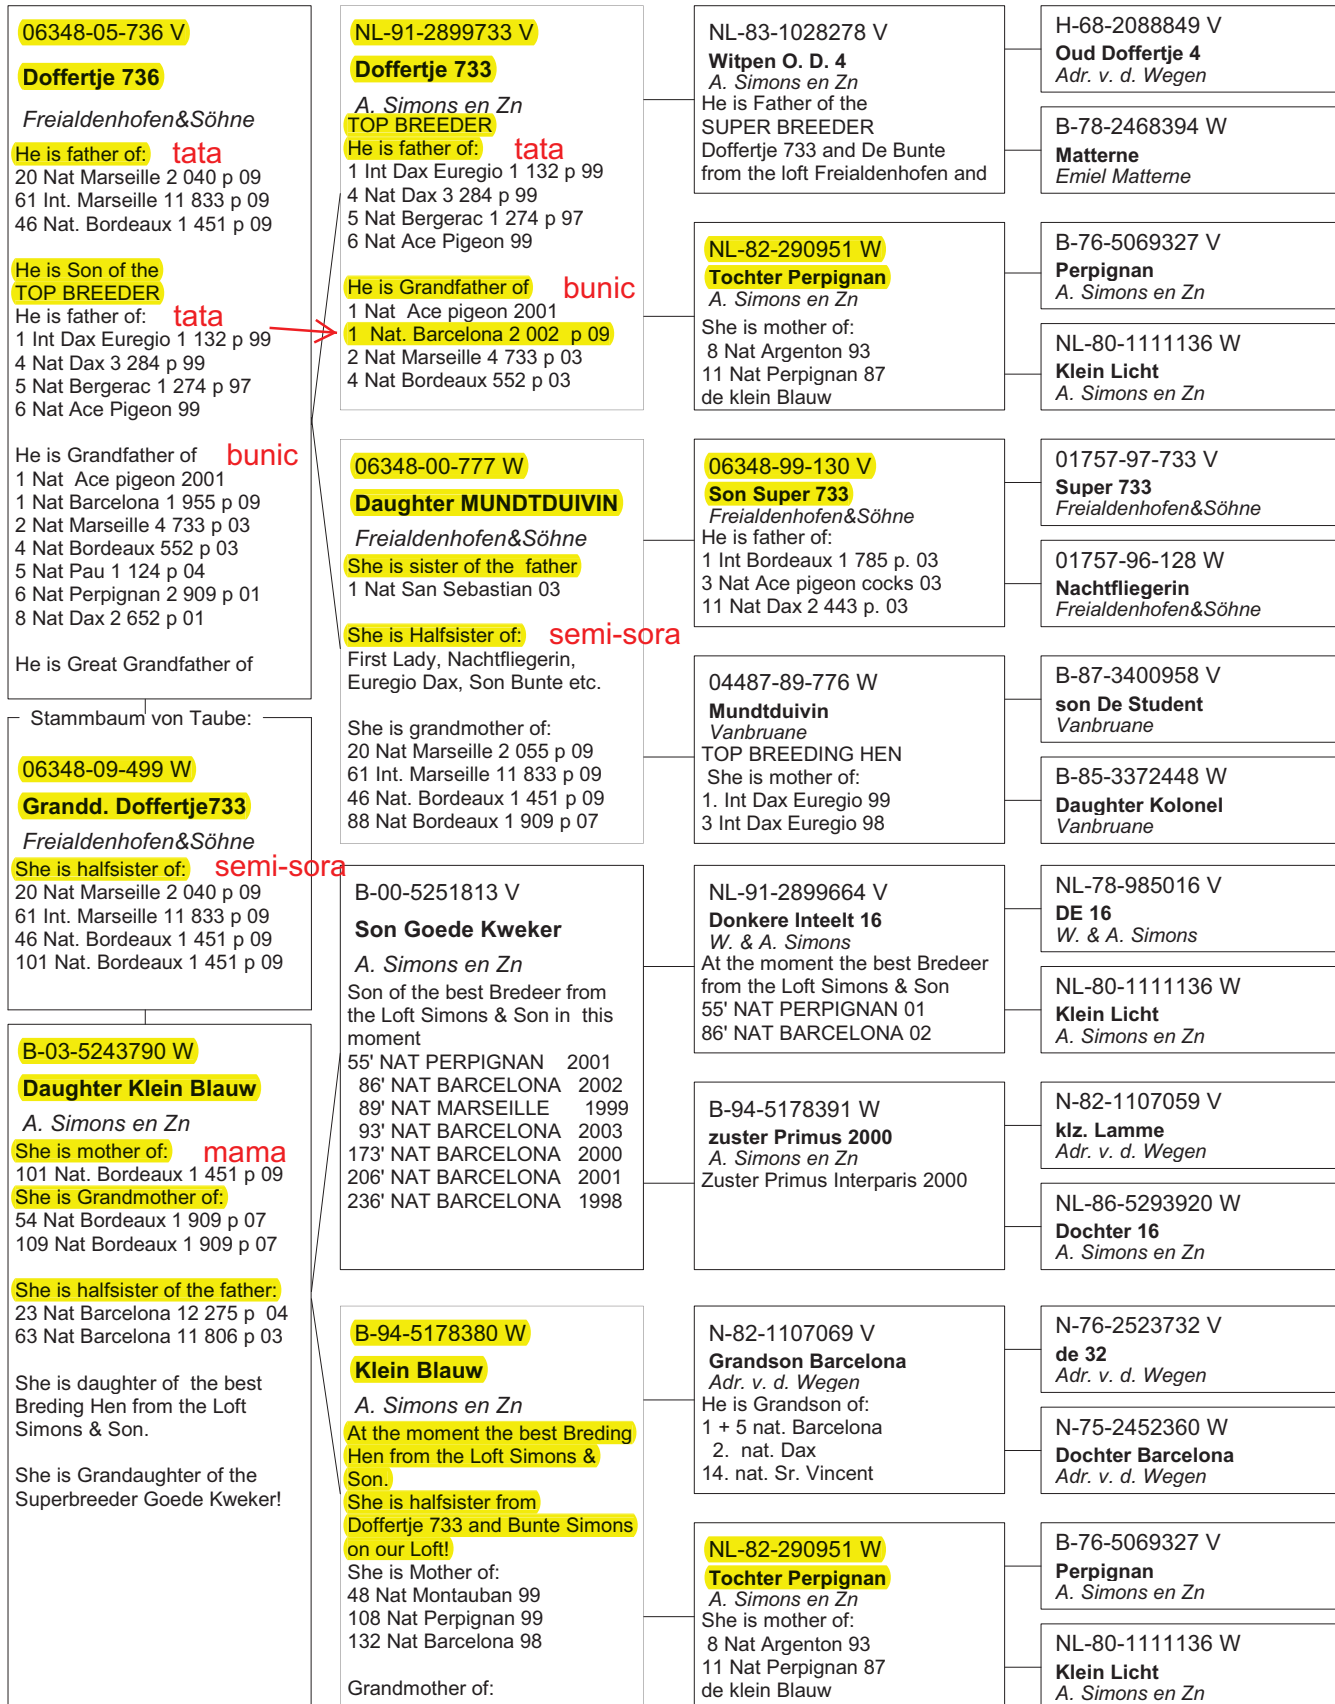 06348-05-736 V
Doffertje 736
Freialdenhofen&Söhne
He is father of: tata
20 Nat Marseille 2 040 p 09
61 Int. Marseille 11 833 p 09
46 Nat. Bordeaux 1 451 p 09
He is Son of the
TOP BREEDER
He is father of: tata
1 Int Dax Euregio 1 132 p 99
4 Nat Dax 3 284 p 99
5 Nat Bergerac 1 274 p 97
6 Nat Ace Pigeon 99
He is Grandfather of bunic
1 Nat Ace pigeon 2001
1 Nat Barcelona 1 955 p 09
2 Nat Marseille 4 733 p 03
4 Nat Bordeaux 552 p 03
5 Nat Pau 1 124 p 04
6 Nat Perpignan 2 909 p 01
8 Nat Dax 2 652 p 01
He is Great Grandfather of
Stammbaum von Taube:
06348-09-499 W
Grandd. Doffertje733
Freialdenhofen&Söhne
She is halfsister of: semi-sora
20 Nat Marseille 2 040 p 09
61 Int. Marseille 11 833 p 09
46 Nat. Bordeaux 1 451 p 09
101 Nat. Bordeaux 1 451 p 09
B-03-5243790 W
Daughter Klein Blauw
A. Simons en Zn
She is mother of: mama
101 Nat. Bordeaux 1 451 p 09
She is Grandmother of:
54 Nat Bordeaux 1 909 p 07
109 Nat Bordeaux 1 909 p 07
She is halfsister of the father:
23 Nat Barcelona 12 275 p 04
63 Nat Barcelona 11 806 p 03
She is daughter of the best
Breding Hen from the Loft
Simons & Son.
She is Grandaughter of the
Superbreeder Goede Kweker!
NL-91-2899733 V
Doffertje 733
A. Simons en Zn
TOP BREEDER
He is father of: tata
1 Int Dax Euregio 1 132 p 99
4 Nat Dax 3 284 p 99
5 Nat Bergerac 1 274 p 97
6 Nat Ace Pigeon 99
He is Grandfather of bunic
1 Nat Ace pigeon 2001
1 Nat. Barcelona 2 002 p 09
2 Nat Marseille 4 733 p 03
4 Nat Bordeaux 552 p 03
06348-00-777 W
Daughter MUNDTDUIVIN
Freialdenhofen&Söhne
She is sister of the father
1 Nat San Sebastian 03
She is Halfsister of: semi-sora
First Lady, Nachtfliegerin,
Euregio Dax, Son Bunte etc.
She is grandmother of:
20 Nat Marseille 2 055 p 09
61 Int. Marseille 11 833 p 09
46 Nat. Bordeaux 1 451 p 09
88 Nat Bordeaux 1 909 p 07
B-00-5251813 V
Son Goede Kweker
A. Simons en Zn
Son of the best Bredeer from
the Loft Simons & Son in this
moment
55' NAT PERPIGNAN 2001
86' NAT BARCELONA 2002
89' NAT MARSEILLE 1999
93' NAT BARCELONA 2003
173' NAT BARCELONA 2000
206' NAT BARCELONA 2001
236' NAT BARCELONA 1998
B-94-5178380 W
Klein Blauw
A. Simons en Zn
At the moment the best Breding
Hen from the Loft Simons &
Son.
She is halfsister from
Doffertje 733 and Bunte Simons
on our Loft!
She is Mother of:
48 Nat Montauban 99
108 Nat Perpignan 99
132 Nat Barcelona 98
Grandmother of:
NL-83-1028278 V
Witpen O. D. 4
A. Simons en Zn
He is Father of the
SUPER BREEDER
Doffertje 733 and De Bunte
from the loft Freialdenhofen and
NL-82-290951 W
Tochter Perpignan
A. Simons en Zn
She is mother of:
8 Nat Argenton 93
11 Nat Perpignan 87
de klein Blauw
06348-99-130 V
Son Super 733
Freialdenhofen&Söhne
He is father of:
1 Int Bordeaux 1 785 p. 03
3 Nat Ace pigeon cocks 03
11 Nat Dax 2 443 p. 03
04487-89-776 W
Mundtduivin
Vanbruane
TOP BREEDING HEN
She is mother of:
1. Int Dax Euregio 99
3 Int Dax Euregio 98
NL-91-2899664 V
Donkere Inteelt 16
W. & A. Simons
At the moment the best Bredeer
from the Loft Simons & Son
55' NAT PERPIGNAN 01
86' NAT BARCELONA 02
B-94-5178391 W
zuster Primus 2000
A. Simons en Zn
Zuster Primus Interparis 2000
N-82-1107069 V
Grandson Barcelona
Adr. v. d. Wegen
He is Grandson of:
1 + 5 nat. Barcelona
2. nat. Dax
14. nat. Sr. Vincent
NL-82-290951 W
Tochter Perpignan
A. Simons en Zn
She is mother of:
8 Nat Argenton 93
11 Nat Perpignan 87
de klein Blauw
H-68-2088849 V
Oud Doffertje 4
Adr. v. d. Wegen
B-78-2468394 W
Matterne
Emiel Matterne
B-76-5069327 V
Perpignan
A. Simons en Zn
NL-80-1111136 W
Klein Licht
A. Simons en Zn
01757-97-733 V
Super 733
Freialdenhofen&Söhne
01757-96-128 W
Nachtfliegerin
Freialdenhofen&Söhne
B-87-3400958 V
son De Student
Vanbruane
B-85-3372448 W
Daughter Kolonel
Vanbruane
NL-78-985016 V
DE 16
W. & A. Simons
NL-80-1111136 W
Klein Licht
A. Simons en Zn
N-82-1107059 V
klz. Lamme
Adr. v. d. Wegen
NL-86-5293920 W
Dochter 16
A. Simons en Zn
N-76-2523732 V
de 32
Adr. v. d. Wegen
N-75-2452360 W
Dochter Barcelona
Adr. v. d. Wegen
B-76-5069327 V
Perpignan
A. Simons en Zn
NL-80-1111136 W
Klein Licht
A. Simons en Zn